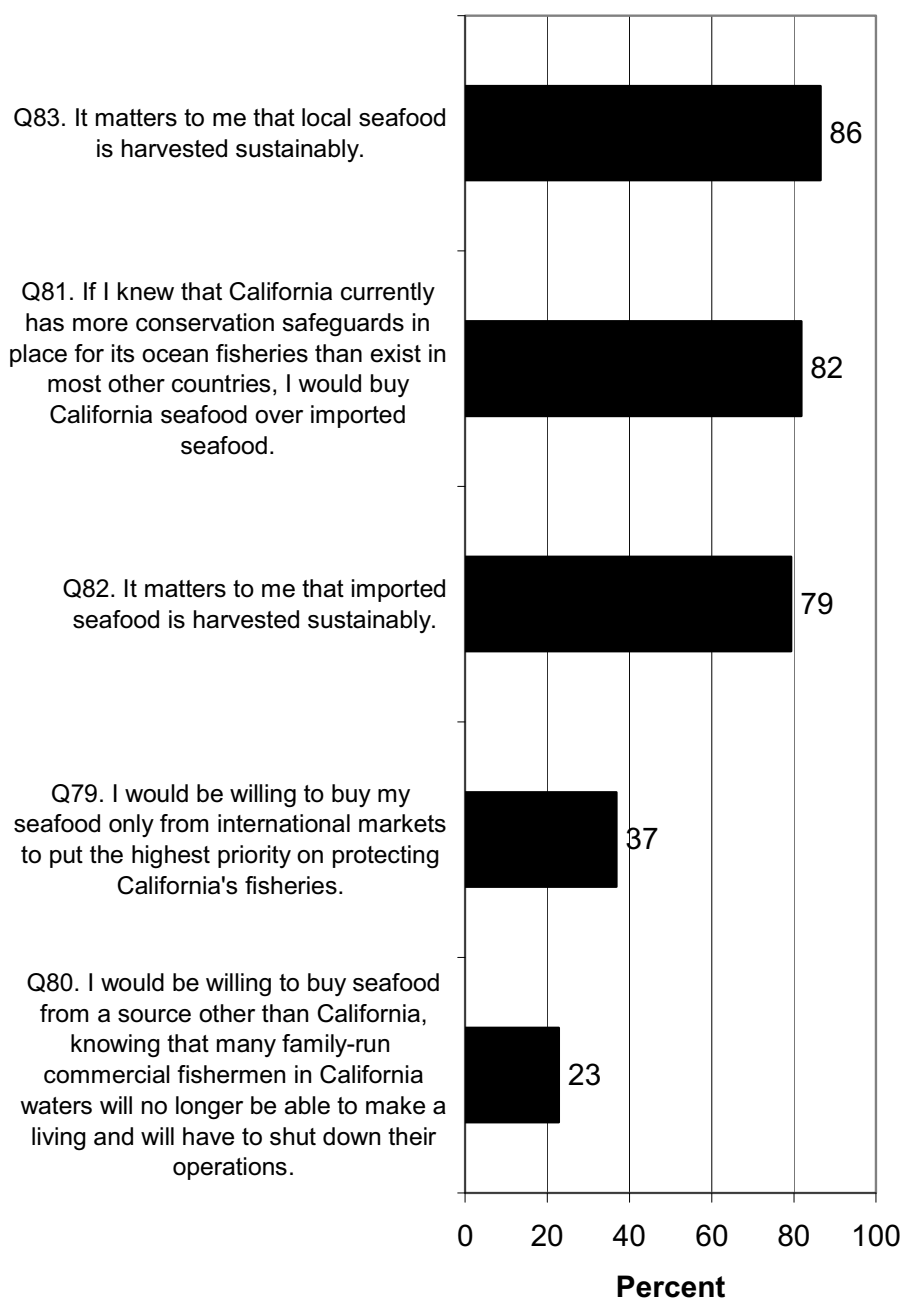 Q83. It matters to me that local seafood
is harvested sustainably.
86
Q81. If I knew that California currently
has more conservation safeguards in
place for its ocean fisheries than exist in
most other countries, I would buy
California seafood over imported
seafood.
82
Q82. It matters to me that imported
seafood is harvested sustainably.
79
Q79. I would be willing to buy my
seafood only from international markets
to put the highest priority on protecting
California's fisheries.
37
Q80. I would be willing to buy seafood
from a source other than California,
knowing that many family-run
commercial fishermen in California
waters will no longer be able to make a
living and will have to shut down their
operations.
23
0 20 40 60 80 100
Percent